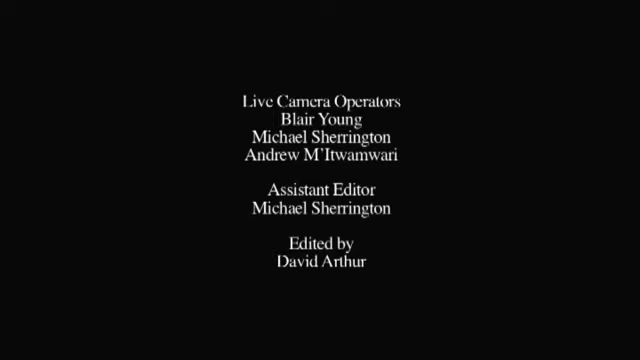 Live Camera Operators
Blair Young
Michael Sherrington
Andrew M'Itwamwari
Assistant Editor
Michael Sherrington
Edited by
David Arthur